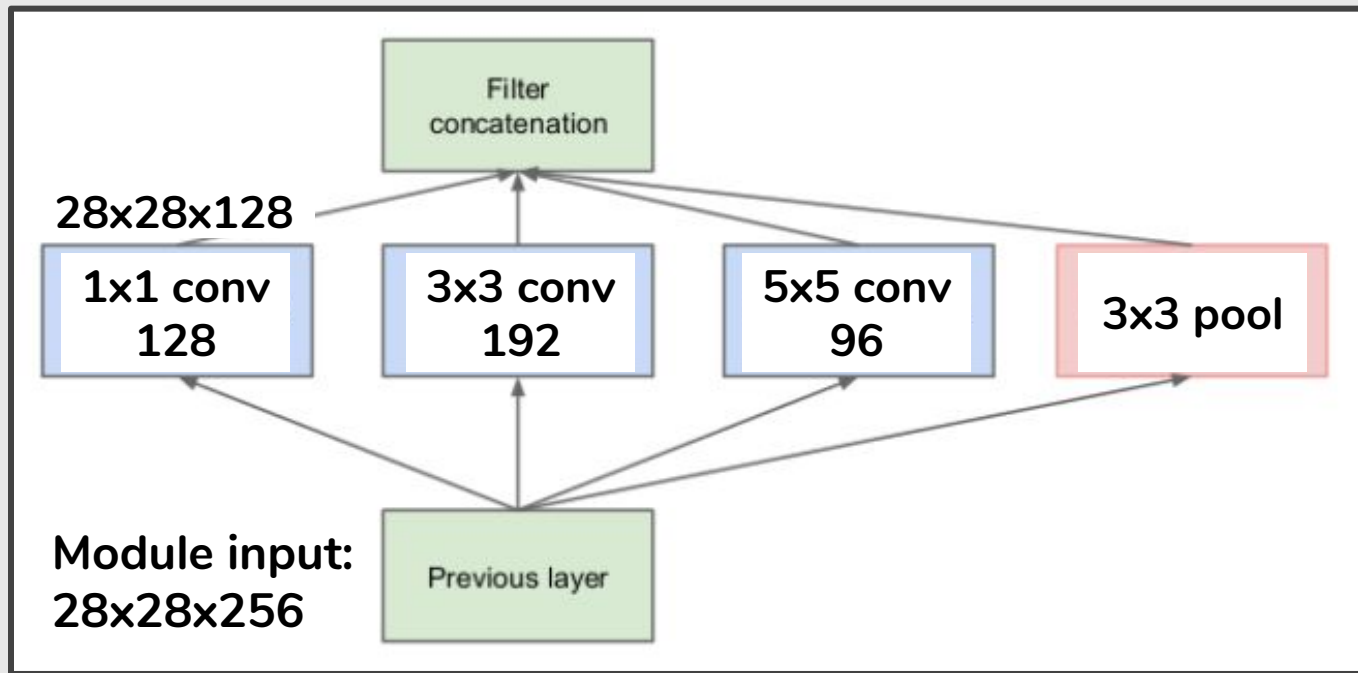 Filter
concatenation
28x28x128
1x1 conv
128
3x3 conv
192
5x5 conv
96
3x3 pool
Module input:
28x28x256
Previous layer